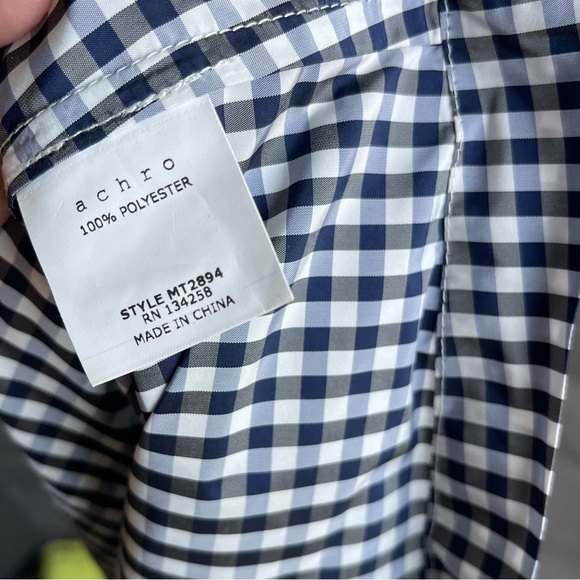 achro
100% POLYESTER
STYLE MT2894
RN 134258
MADE IN CHINA